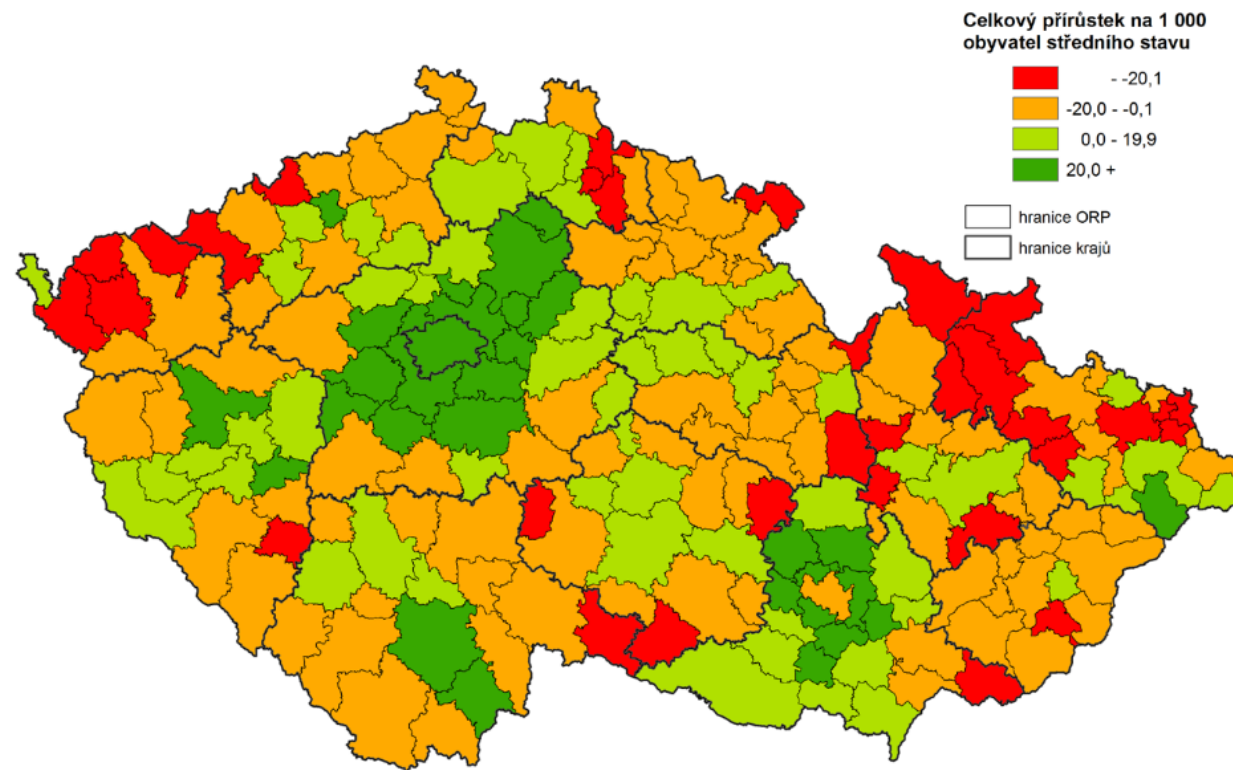 Celkový přírůstek na 1 000
obyvatel středního stavu
- -20,1
-20,0 - -0,1
0,0 - 19,9
20,0 +
hranice ORP
hranice krajů